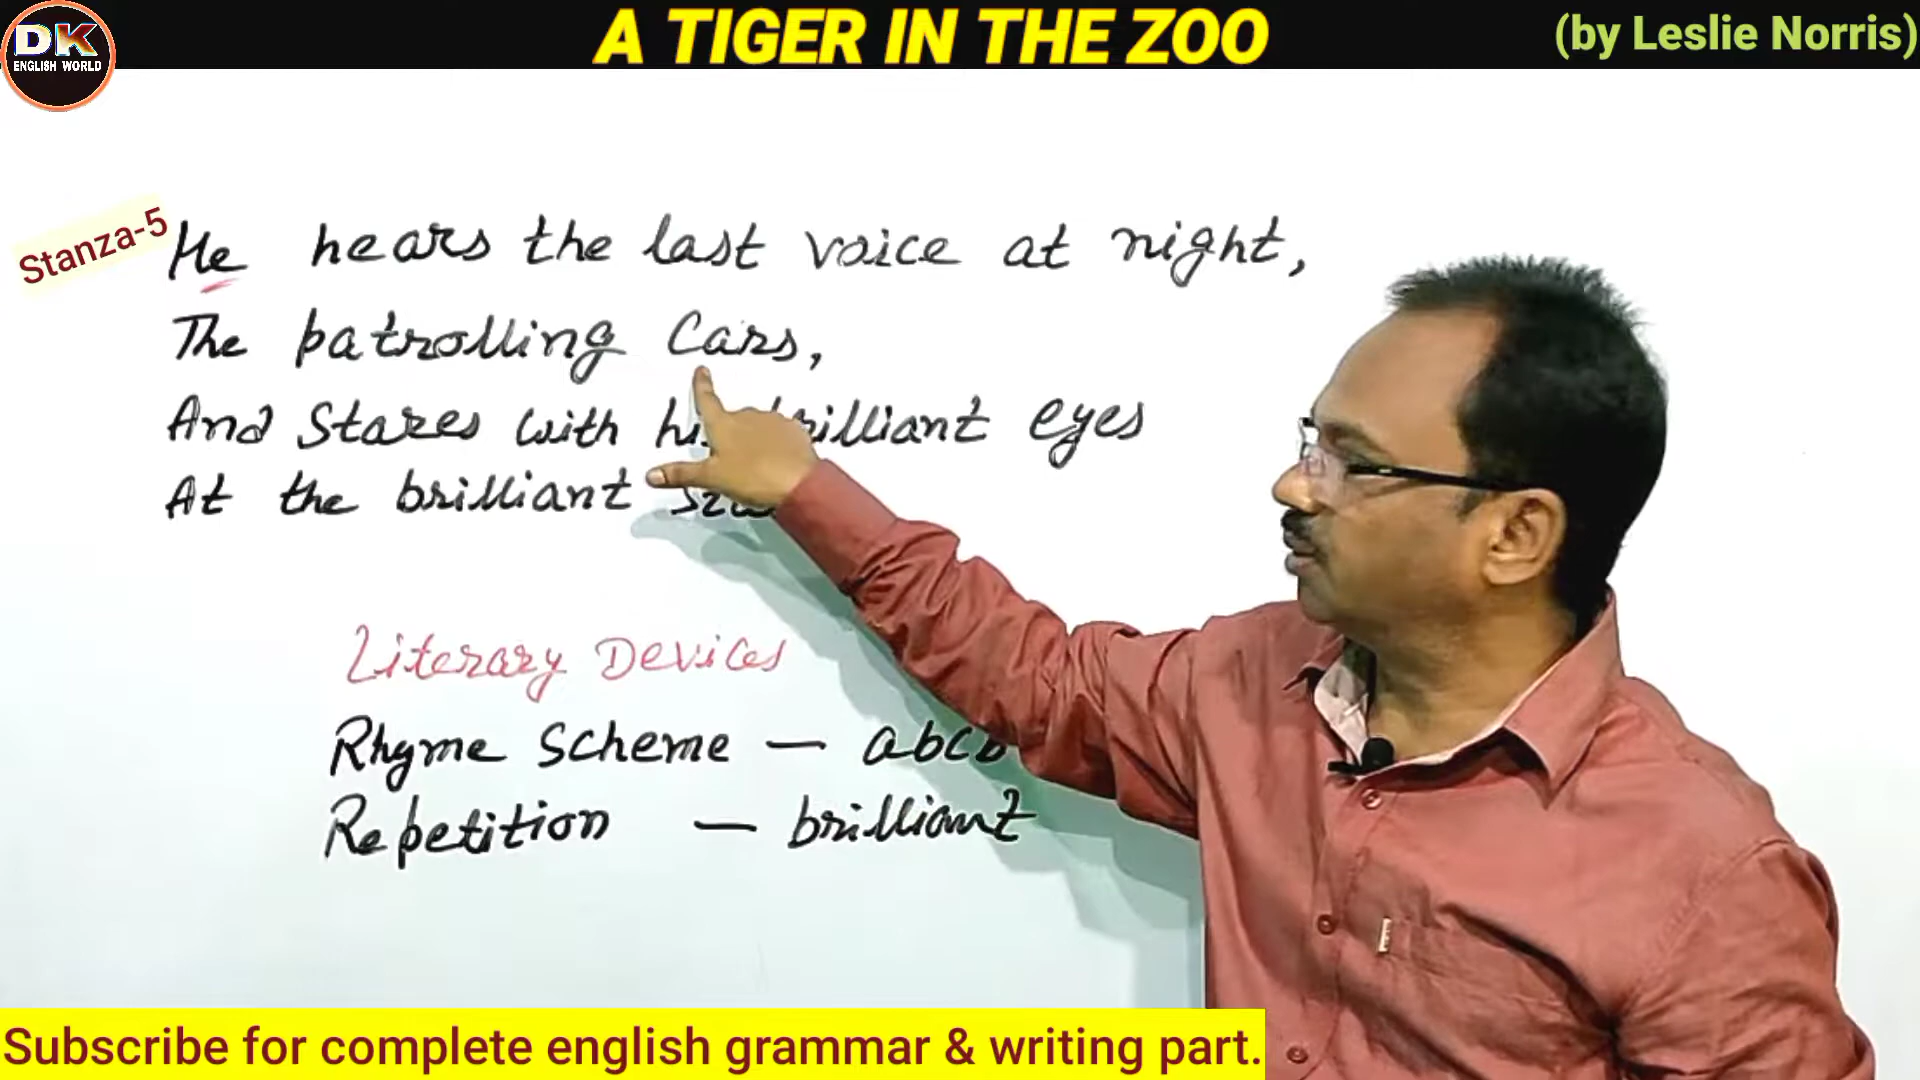 DK
ENGLISH WORLD
A TIGER IN THE ZOO
(by Leslie Norris)
Stanza-5
He hears the last voice at night,
The patrolling Cars,
And Stares with brilliant eyes
At the brilliant
Literary Devices
Rhyme Scheme — abcb
Repetition — brilliant
Subscribe for complete english grammar & writing part.